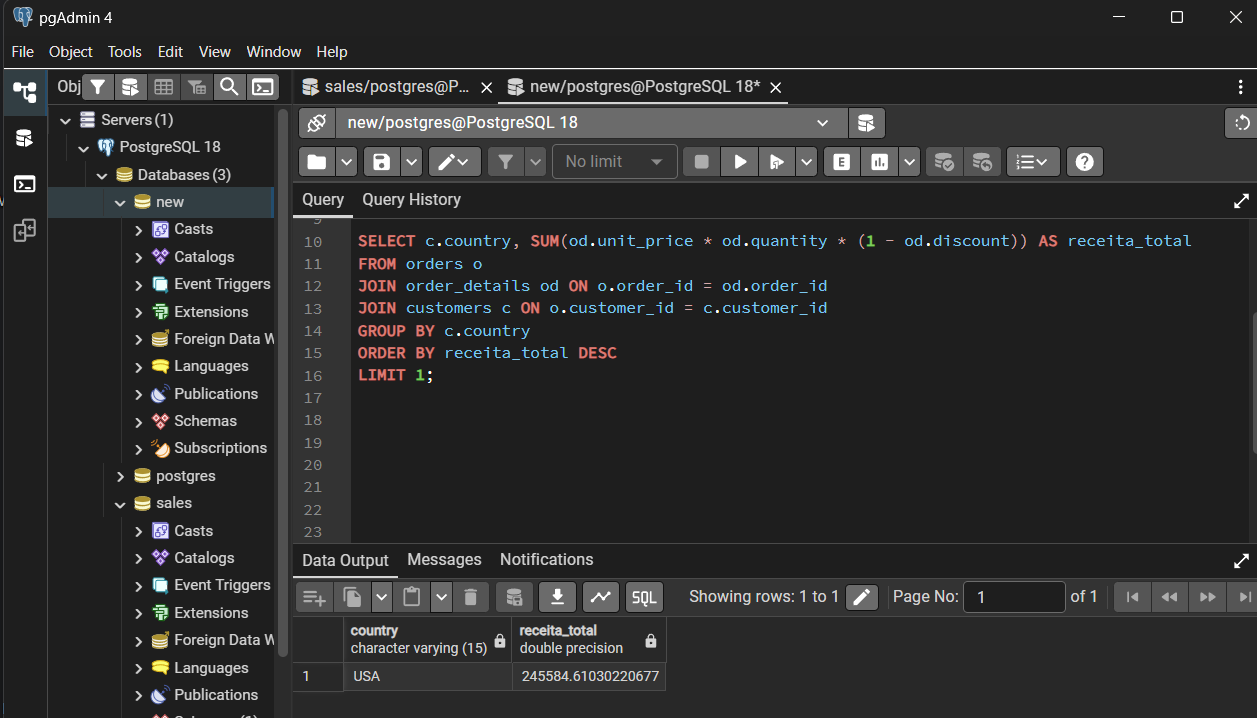 pgAdmin 4
File Object Tools Edit View Window Help
Obj
sales/postgres@P...
new/postgres@PostgreSQL 18*
new/postgres@PostgreSQL 18
No limit
E
Query Query History
Servers (1)
PostgreSQL 18
Databases (3)
new
Casts
Catalogs
Event Triggers
Extensions
Foreign Data W
Languages
Publications
Schemas
Subscriptions
postgres
sales
Casts
Catalogs
Event Triggers
Extensions
Foreign Data W
Languages
Publications
9
10 SELECT c.country, SUM(od.unit_price * od.quantity * (1 - od.discount)) AS receita_total
11 FROM orders o
12 JOIN order_details od ON o.order_id = od.order_id
13 JOIN customers c ON o.customer_id = c.customer_id
14 GROUP BY c.country
15 ORDER BY receita_total DESC
16 LIMIT 1;
17
18
19
20
21
22
23
Data Output Messages Notifications
SQL Showing rows: 1 to 1 Page No: 1 of 1
country receita_total
character varying (15) double precision
1 USA 245584.61030220677